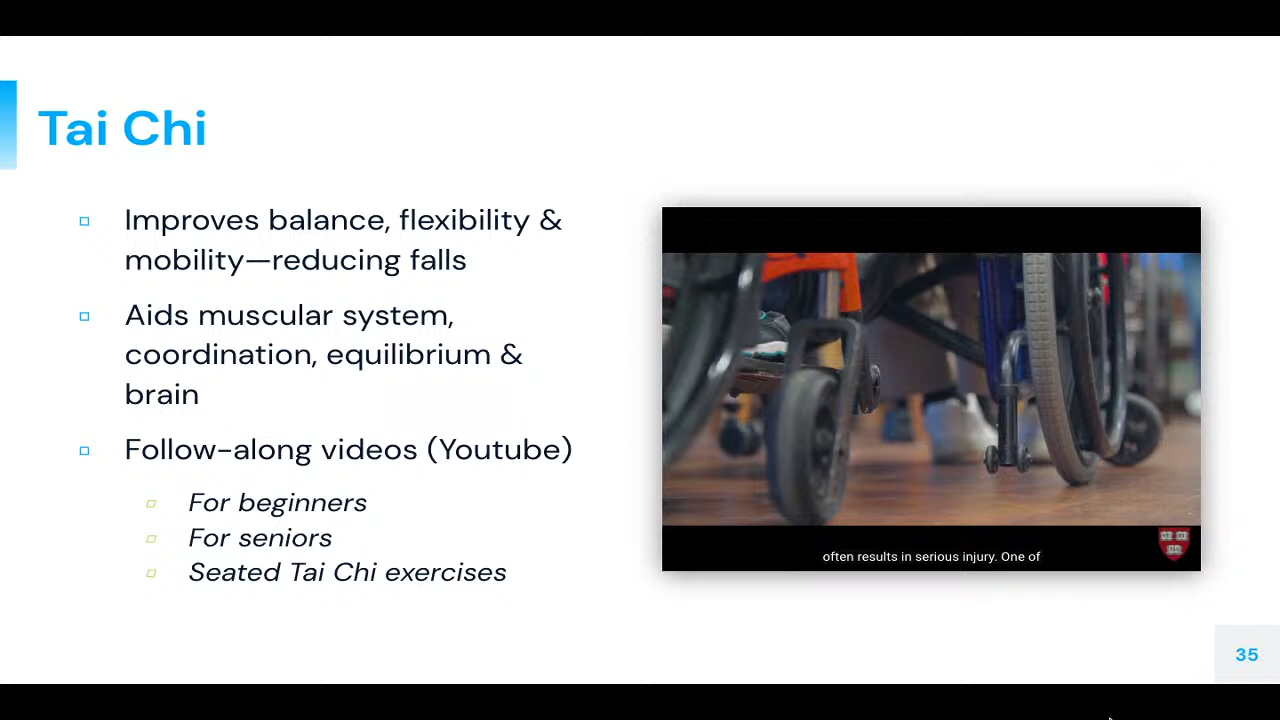 Tai Chi
Improves balance, flexibility &
mobility—reducing falls
Aids muscular system,
coordination, equilibrium &
brain
Follow-along videos (Youtube)
For beginners
For seniors
Seated Tai Chi exercises
often results in serious injury. One of
35